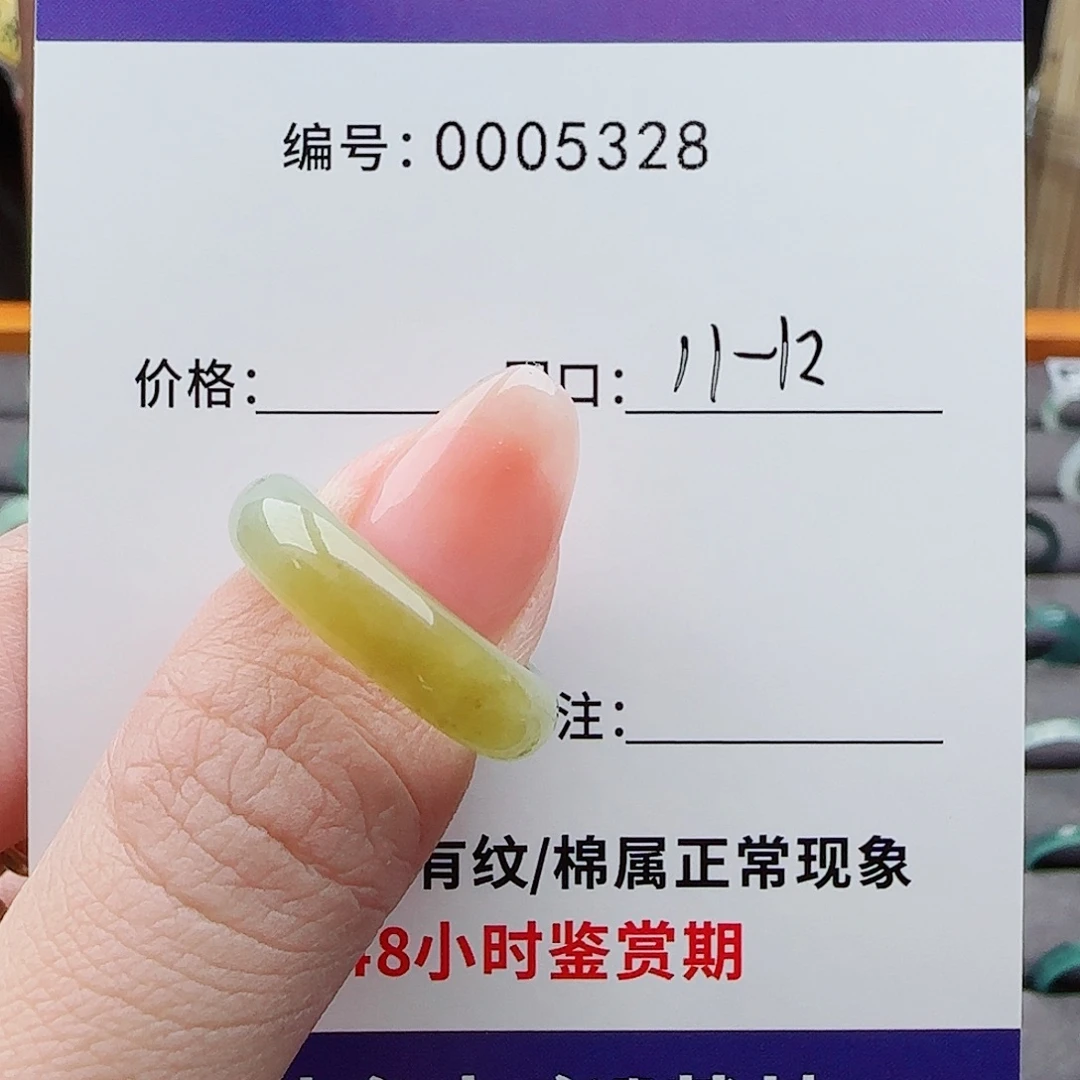 编号：0005328
价格：
口： 11-12
注：
有纹/棉属正常现象
48小时鉴赏期